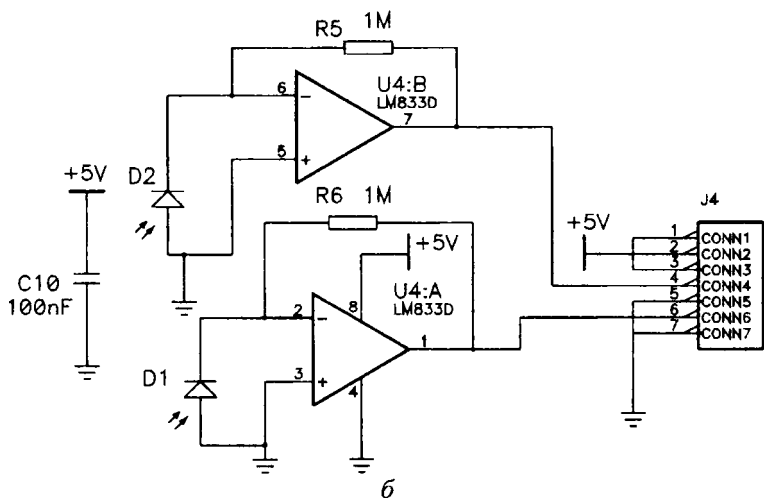 R5 1M
6
-
U4:B
LM833D
7
5
+
+5V
D2
C10
100nF
R6 1M
+5V
8
U4:A
LM833D
2
-
1
3
+
4
D1
+5V
J4
1 CONN1
2 CONN2
3 CONN3
4 CONN4
5 CONN5
6 CONN6
7 CONN7
б